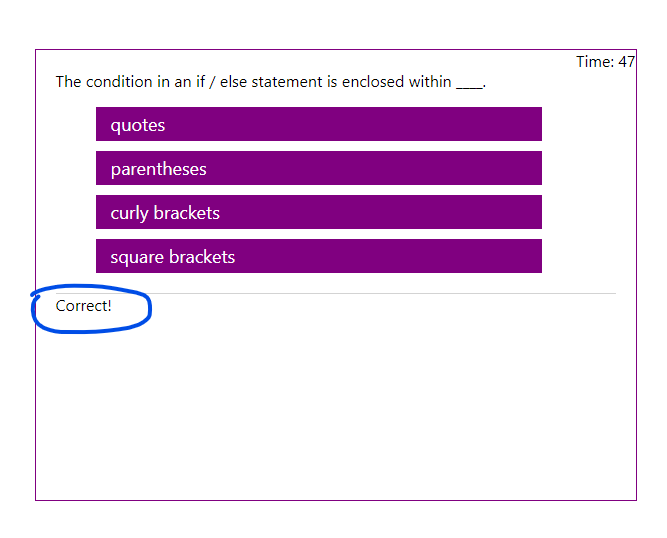 Time: 47
The condition in an if / else statement is enclosed within ____.
quotes
parentheses
curly brackets
square brackets
Correct!